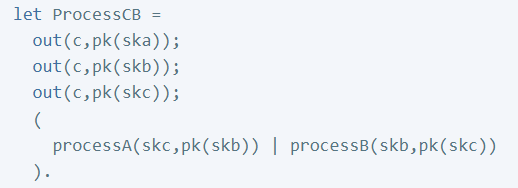 let ProcessCB =
out(c,pk(ska));
out(c,pk(skb));
out(c,pk(skc));
(
processA(skc,pk(skb)) | processB(skb,pk(skc))
).